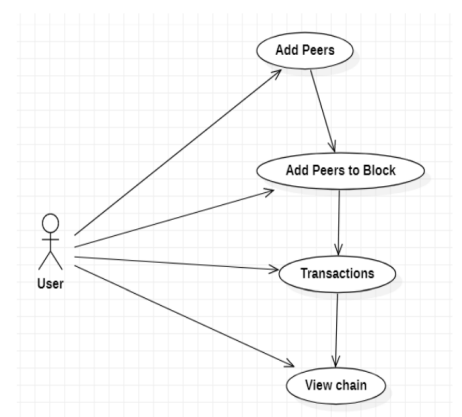 Add Peers
Add Peers to Block
Transactions
User
View chain